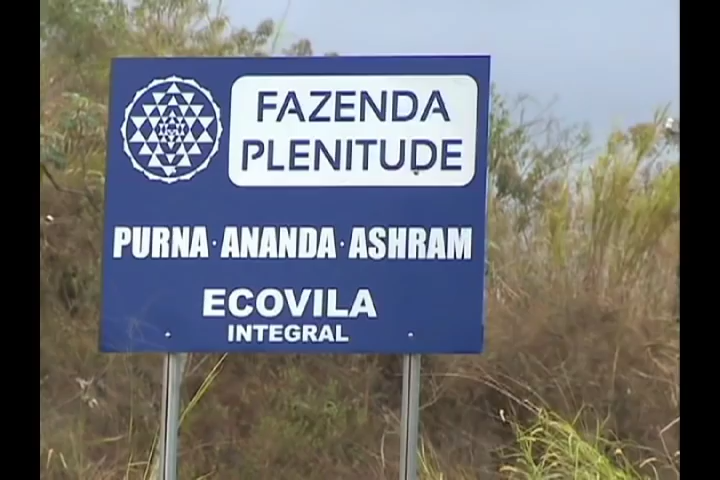 FAZENDA
PLENITUDE
PURNA · ANANDA · ASHRAM
ECOVILA
INTEGRAL